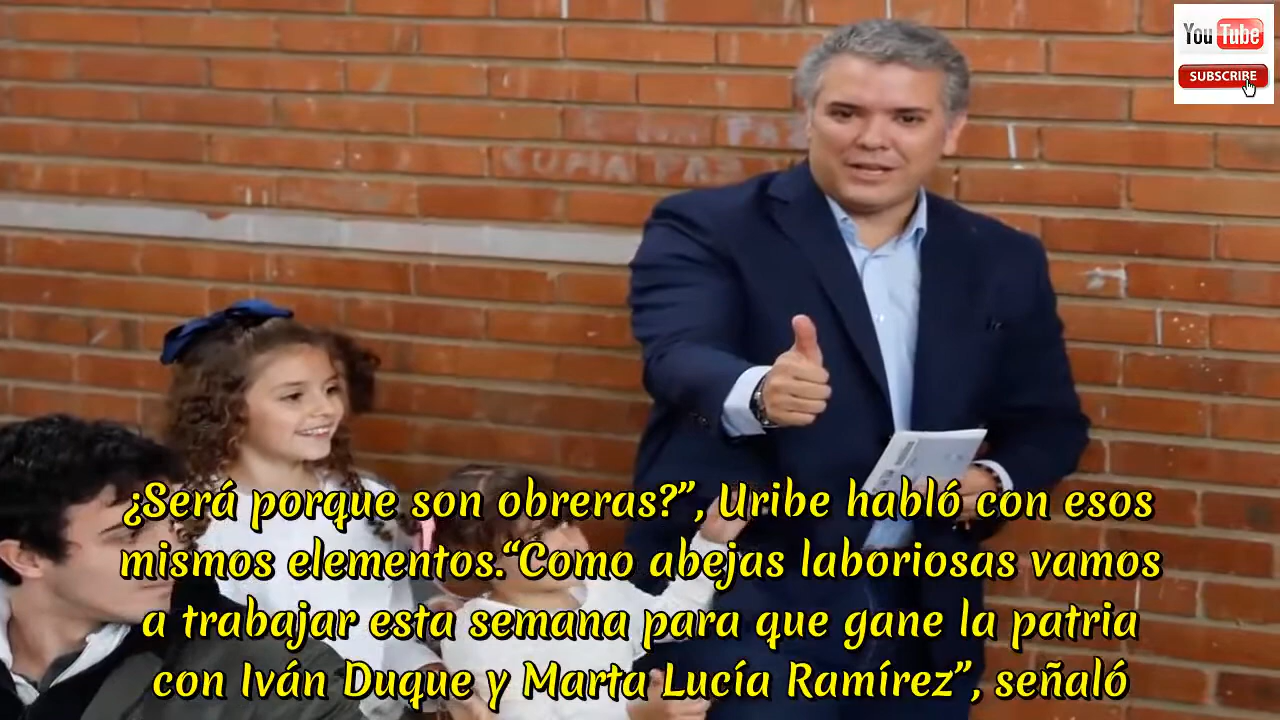 You Tube
SUBSCRIBE
¿Será porque son obreras?”, Uribe habló con esos
mismos elementos.“Como abejas laboriosas vamos
a trabajar esta semana para que gane la patria
con Iván Duque y Marta Lucía Ramírez”, señaló